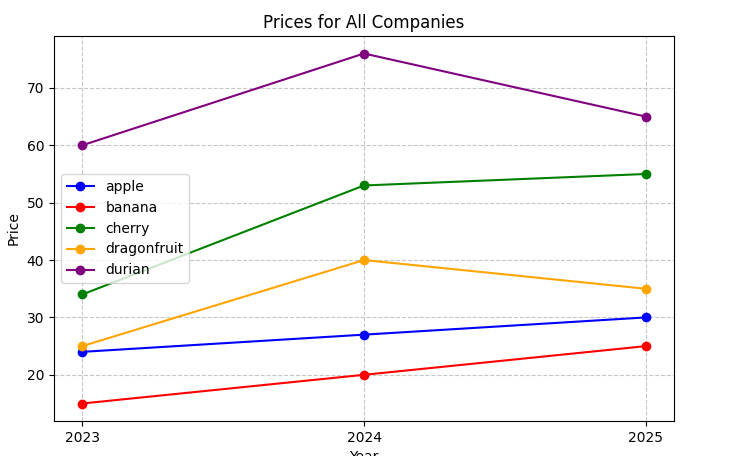 Prices for All Companies
Price
70
60
50
40
30
20
apple
banana
cherry
dragonfruit
durian
2023 2024 2025
Year